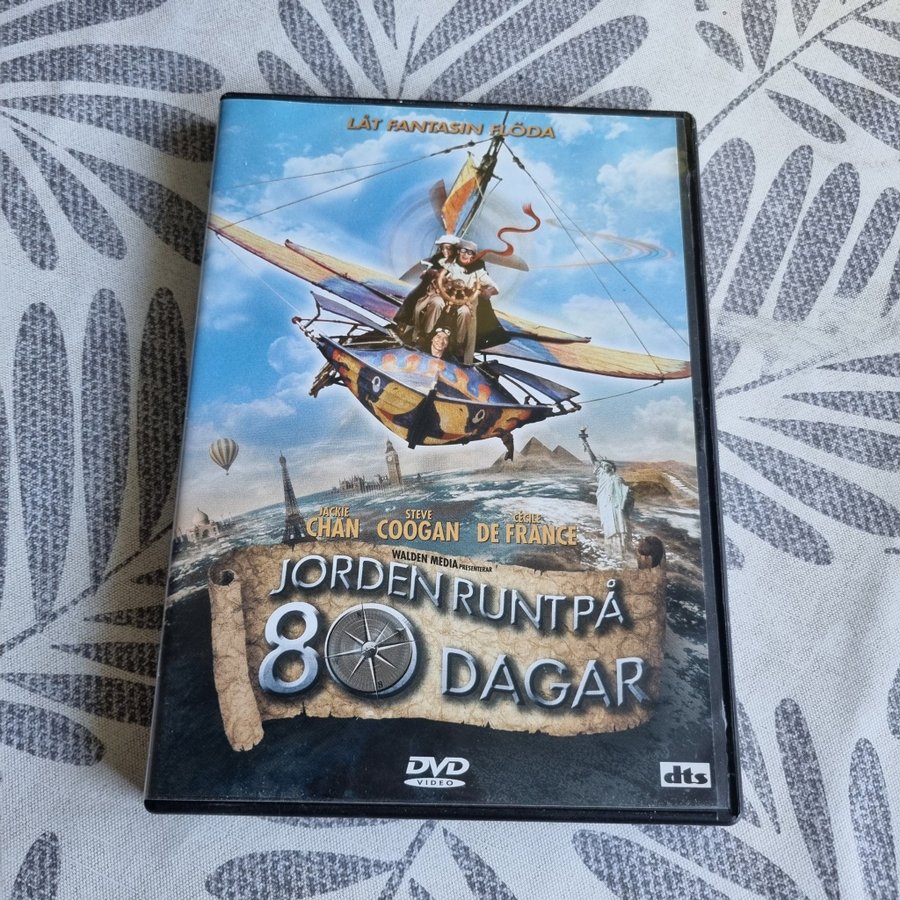 LÅT FANTASIN FLÖDA
JACKIE CHAN
STEVE COOGAN
CÉCILE DE FRANCE
WALDEN MEDIA PRESENTERAR
JORDEN RUNT PÅ
80 DAGAR
DVD
VIDEO
dts